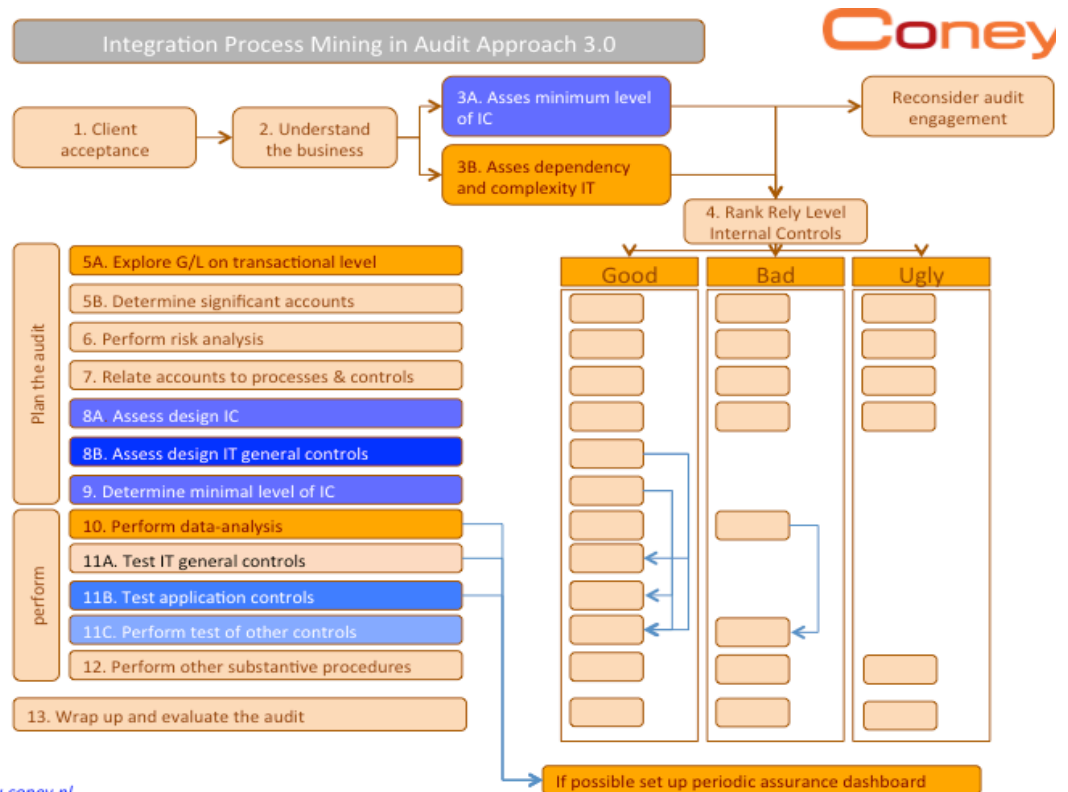 Integration Process Mining in Audit Approach 3.0
Coney
1. Client
acceptance
2. Understand
the business
3A. Asses minimum level
of IC
3B. Asses dependency
and complexity IT
Reconsider audit
engagement
4. Rank Rely Level
Internal Controls
Good
Bad
Ugly
Plan the audit
5A. Explore G/L on transactional level
5B. Determine significant accounts
6. Perform risk analysis
7. Relate accounts to processes & controls
8A. Assess design IC
8B. Assess design IT general controls
9. Determine minimal level of IC
perform
10. Perform data-analysis
11A. Test IT general controls
11B. Test application controls
11C. Perform test of other controls
12. Perform other substantive procedures
13. Wrap up and evaluate the audit
If possible set up periodic assurance dashboard
.coney.nl